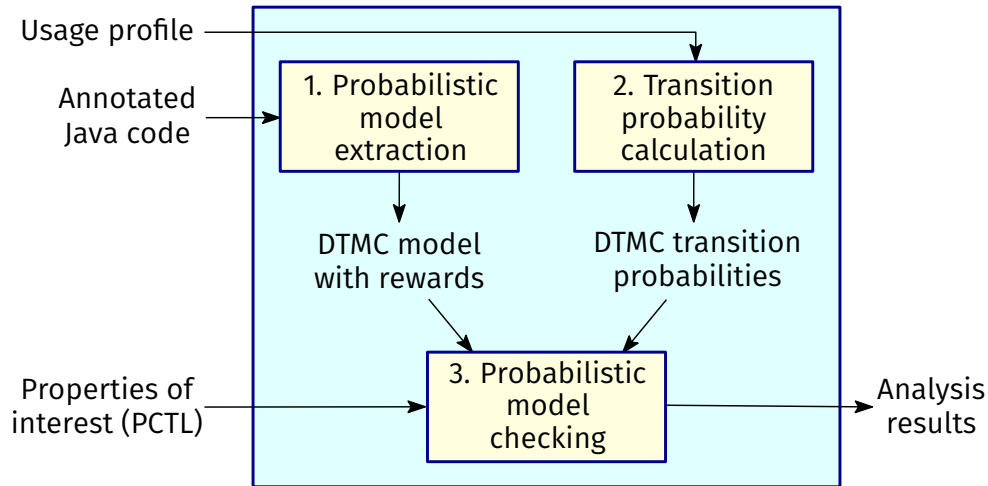 Usage profile
Annotated
Java code
1. Probabilistic
model
extraction
2. Transition
probability
calculation
DTMC model
with rewards
DTMC transition
probabilities
Properties of
interest (PCTL)
3. Probabilistic
model
checking
Analysis
results